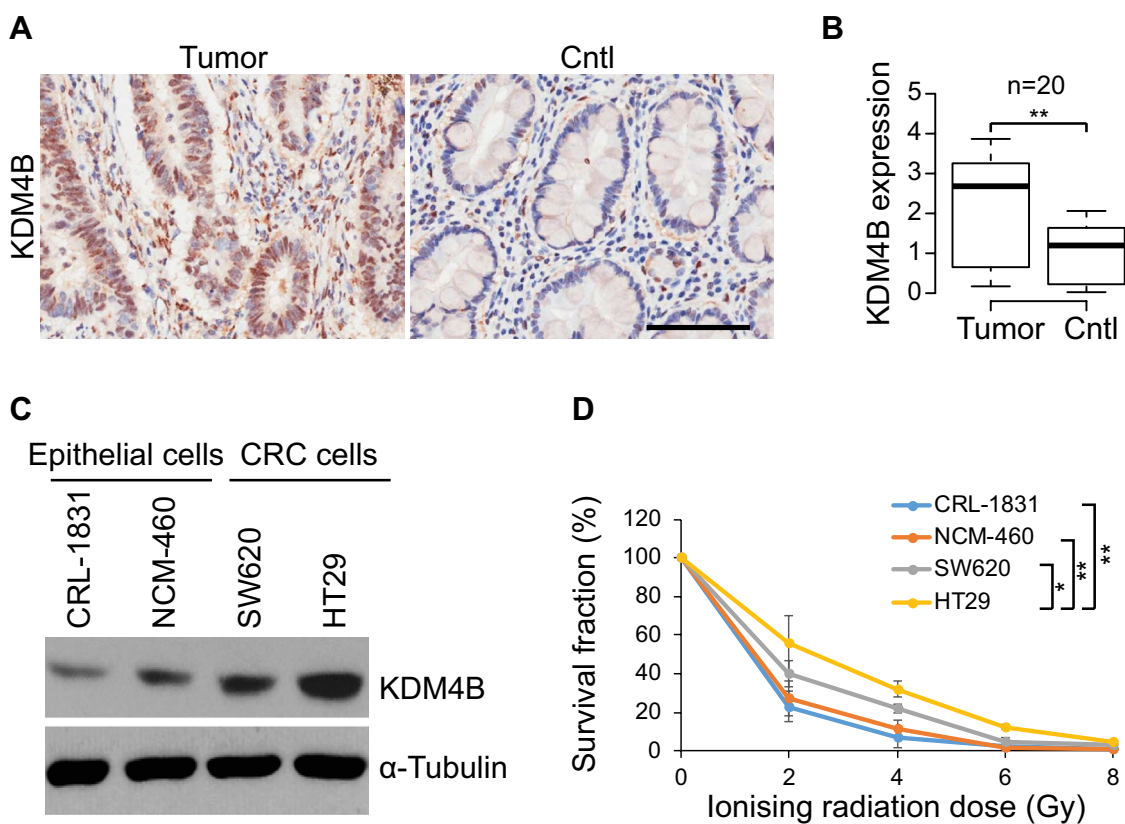 A
Tumor
Cntl
KDM4B
B
n=20
**
KDM4B expression
5
4
3
2
1
0
Tumor
Cntl
C
Epithelial cells
CRC cells
CRL-1831
NCM-460
SW620
HT29
KDM4B
α-Tubulin
D
CRL-1831
NCM-460
SW620
HT29
*
**
**
Survival fraction (%)
120
100
80
60
40
20
0
0
2
4
6
8
Ionising radiation dose (Gy)